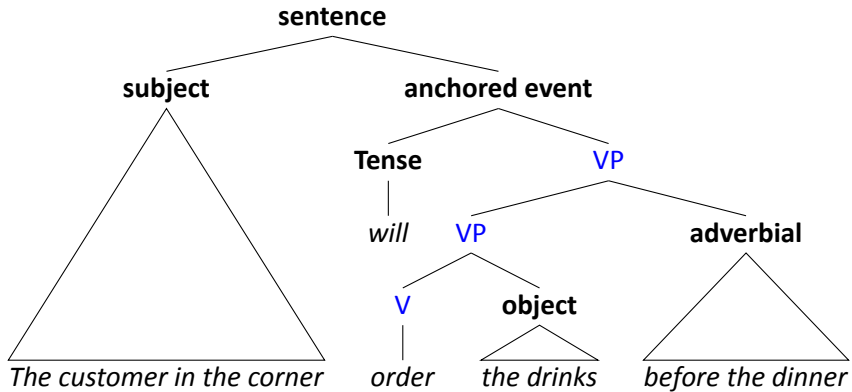 sentence
subject anchored event
Tense VP
will VP adverbial
V object
The customer in the corner order the drinks before the dinner